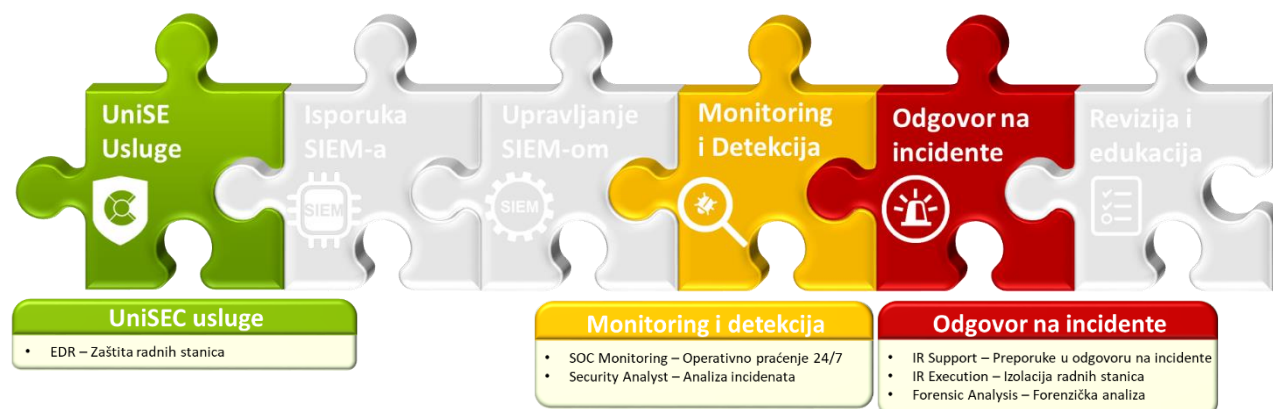 UniSE
Usluge
Isporuka
SIEM-a
SIEM
Upravljanje
SIEM-om
SIEM
Monitoring
i Detekcija
Odgovor na
incidente
Revizija i
edukacija
UniSEC usluge
• EDR – Zaštita radnih stanica
Monitoring i detekcija
• SOC Monitoring – Operativno praćenje 24/7
• Security Analyst – Analiza incidenata
Odgovor na incidente
• IR Support – Preporuke u odgovoru na incidente
• IR Execution – Izolacija radnih stanica
• Forensic Analysis – Forenzička analiza